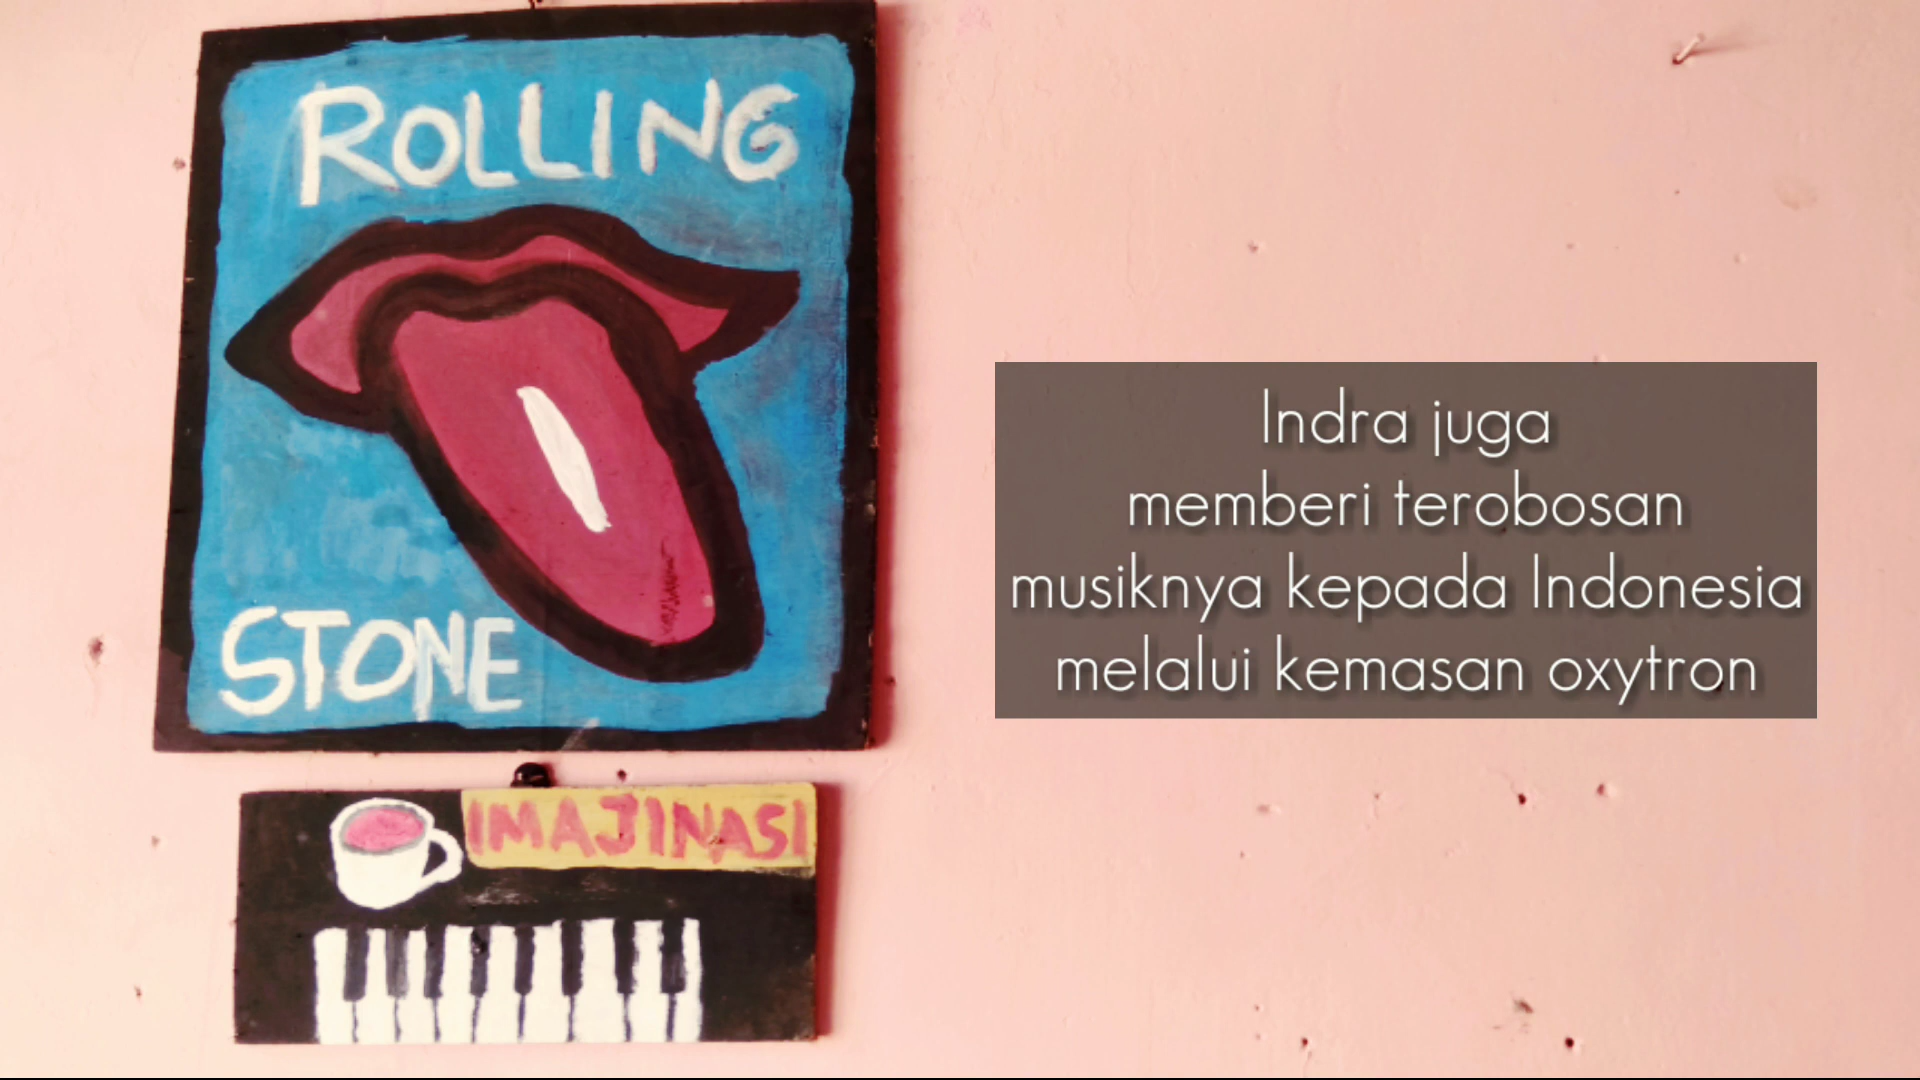 ROLLING
STONE
IMAJINASI
Indra juga
memberi terobosan
musiknya kepada Indonesia
melalui kemasan oxytron